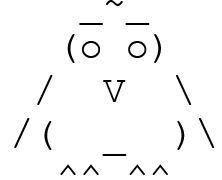 _~_
(o o)
/ V \
/( _ )\
^^ ^^